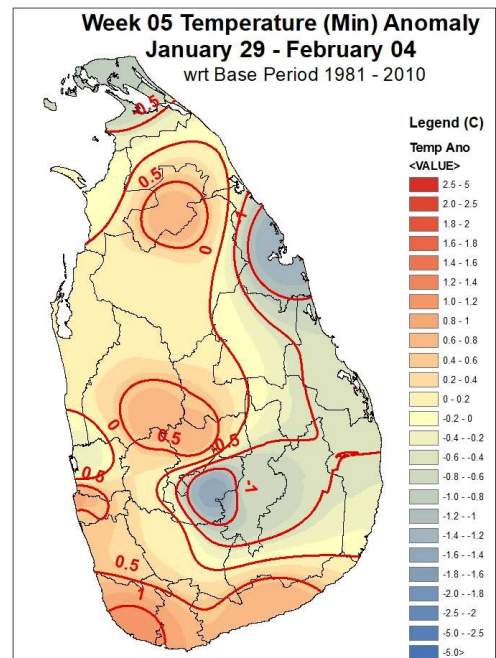 Week 05 Temperature (Min) Anomaly
January 29 - February 04
wrt Base Period 1981 - 2010
Legend (C)
Temp Ano
<VALUE>
2.5 - 5
2.0 - 2.5
1.8 - 2
1.6 - 1.8
1.4 - 1.6
1.2 - 1.4
1.0 - 1.2
0.8 - 1
0.6 - 0.8
0.4 - 0.6
0.2 - 0.4
0 - 0.2
-0.2 - 0
-0.4 - -0.2
-0.6 - -0.4
-0.8 - -0.6
-1.0 - -0.8
-1.2 - -1
-1.4 - -1.2
-1.6 - -1.4
-1.8 - -1.6
-2.0 - -1.8
-2.5 - -2
-5.0 - -2.5
-5.0>
-0.5
0.5
-1
0
0
0.5
-0.5
0.5
-1
0.5
1